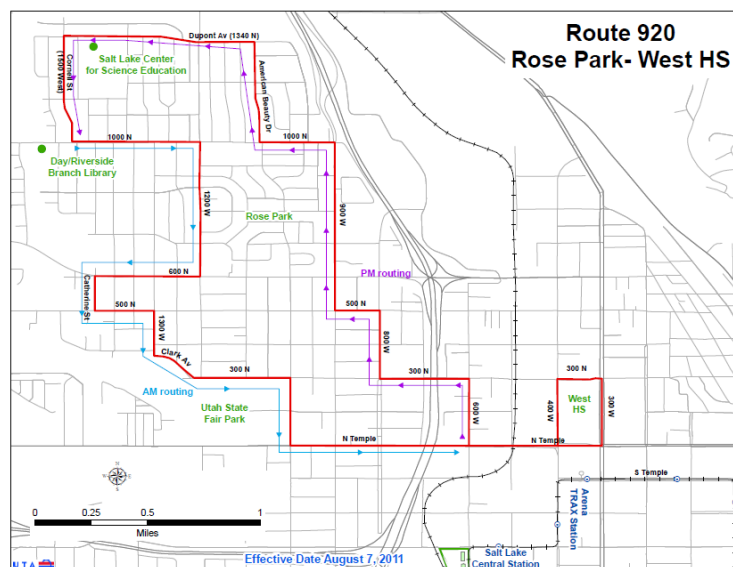 Route 920
Rose Park- West HS
Dupont Av (1340 N)
Salt Lake Center
for Science Education
Cornell St
(1500 West)
American Beauty Dr
1000 N
1000 N
Day/Riverside
Branch Library
1200 W
Rose Park
900 W
600 N
PM routing
Catherine St
500 N
500 N
1300 W
800 W
Clark Av
300 N
300 N
300 N
AM routing
Utah State
Fair Park
600 W
400 W
West
HS
300 W
N Temple
N Temple
S Temple
0
0.25
0.5
1
Miles
Arena
TRAX Station
Effective Date August 7, 2011
Salt Lake
Central Station